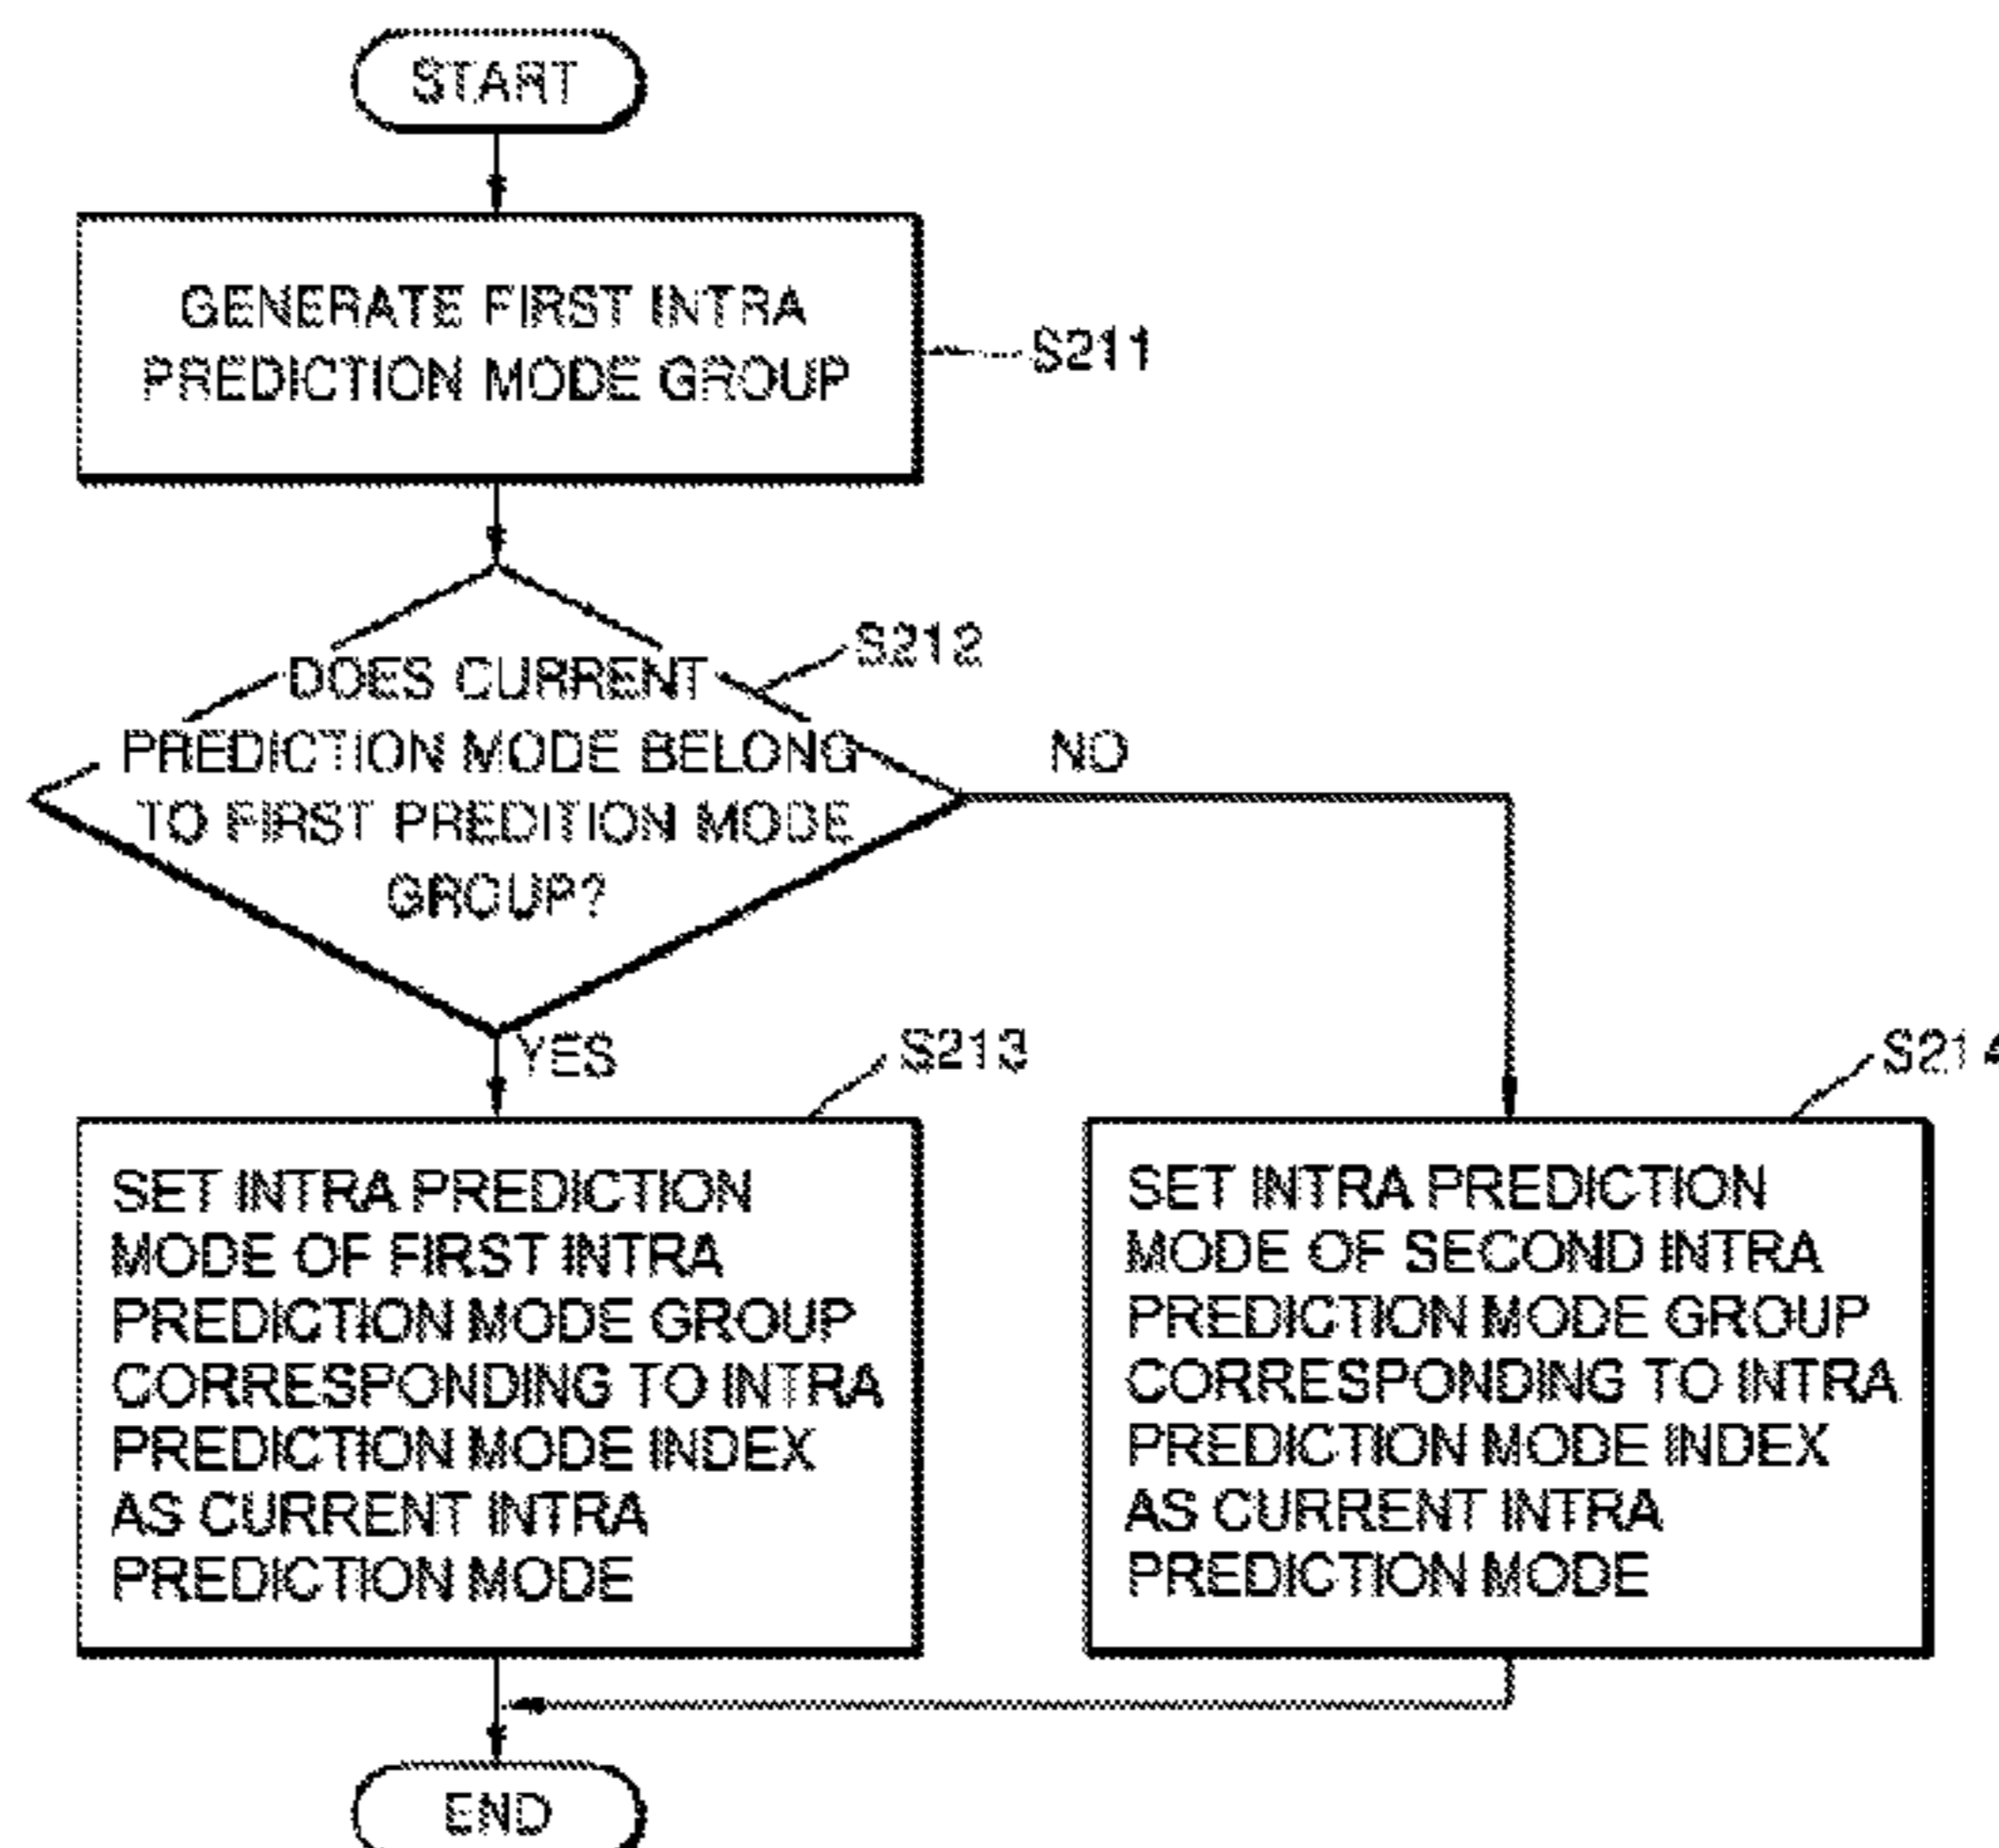 START
GENERATE FIRST INTRA
PREDICTION MODE GROUP
S211
DOES CURRENT
PREDICTION MODE BELONG
TO FIRST PREDITION MODE
GROUP?
S212
NO
YES
S213
SET INTRA PREDICTION
MODE OF FIRST INTRA
PREDICTION MODE GROUP
CORRESPONDING TO INTRA
PREDICTION MODE INDEX
AS CURRENT INTRA
PREDICTION MODE
S214
SET INTRA PREDICTION
MODE OF SECOND INTRA
PREDICTION MODE GROUP
CORRESPONDING TO INTRA
PREDICTION MODE INDEX
AS CURRENT INTRA
PREDICTION MODE
END